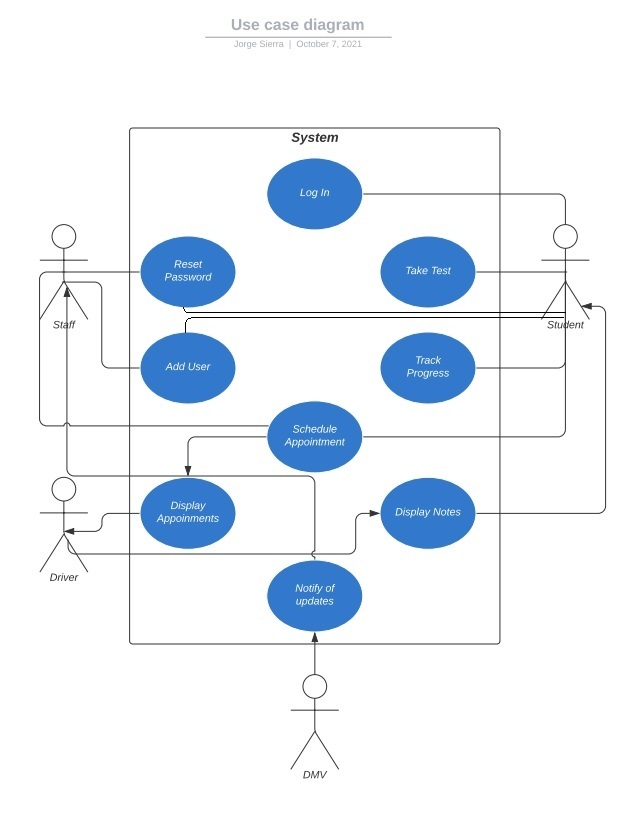 Use case diagram
Jorge Sierra | October 7, 2021
System
Log In
Reset
Password
Take Test
Staff
Student
Add User
Track
Progress
Schedule
Appointment
Display
Appoinments
Display Notes
Driver
Notify of
updates
DMV